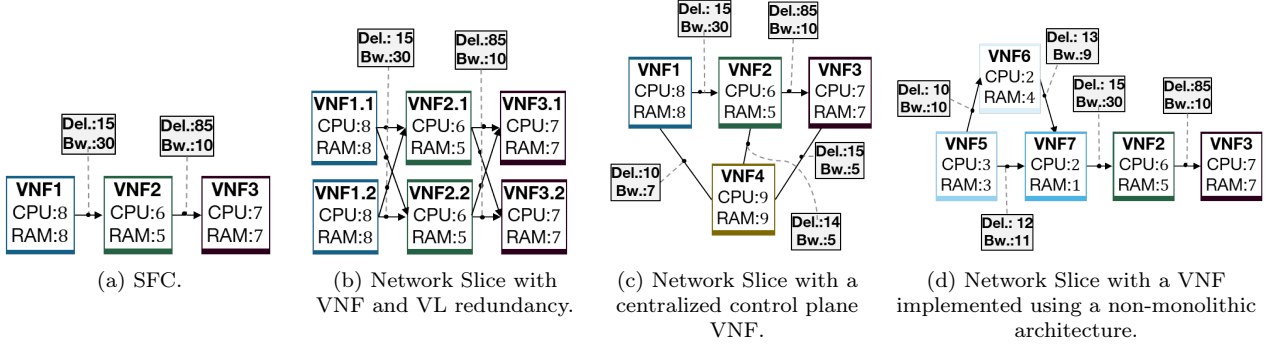 Del.:15
Bw.:30
Del.:85
Bw.:10
VNF1
CPU:8
RAM:8
VNF2
CPU:6
RAM:5
VNF3
CPU:7
RAM:7
(a) SFC.
Del.: 15
Bw.:30
Del.:85
Bw.:10
VNF1.1
CPU:8
RAM:8
VNF2.1
CPU:6
RAM:5
VNF3.1
CPU:7
RAM:7
VNF1.2
CPU:8
RAM:8
VNF2.2
CPU:6
RAM:5
VNF3.2
CPU:7
RAM:7
(b) Network Slice with
VNF and VL redundancy.
Del.: 15
Bw.:30
Del.:85
Bw.:10
VNF1
CPU:8
RAM:8
VNF2
CPU:6
RAM:5
VNF3
CPU:7
RAM:7
Del.:10
Bw.:7
VNF4
CPU:9
RAM:9
Del.:15
Bw.:5
Del.:14
Bw.:5
(c) Network Slice with a
centralized control plane
VNF.
Del.: 13
Bw.:9
VNF6
CPU:2
RAM:4
Del.: 10
Bw.:10
Del.: 15
Bw.:30
Del.:85
Bw.:10
VNF5
CPU:3
RAM:3
VNF7
CPU:2
RAM:1
VNF2
CPU:6
RAM:5
VNF3
CPU:7
RAM:7
Del.: 12
Bw.:11
(d) Network Slice with a VNF
implemented using a non-monolithic
architecture.